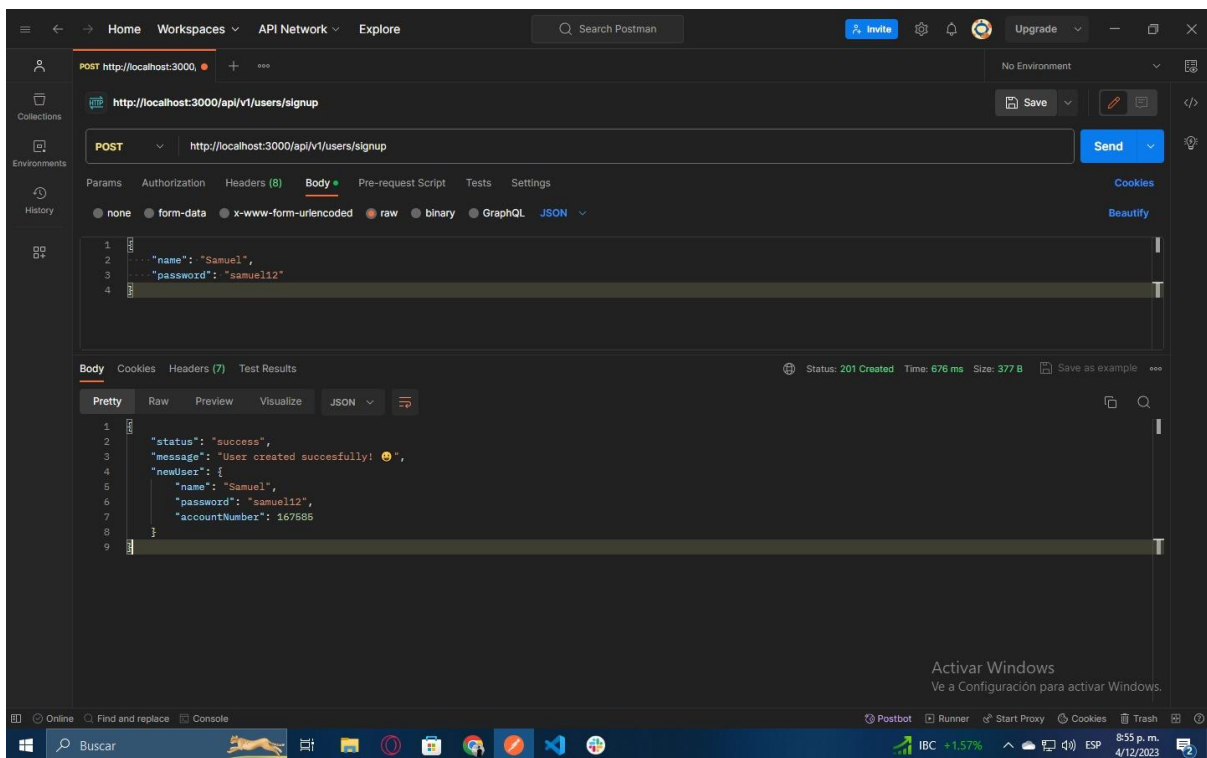 Home Workspaces API Network Explore Search Postman Invite Upgrade
POST http://localhost:3000, No Environment
HTTP http://localhost:3000/api/v1/users/signup Save
POST http://localhost:3000/api/v1/users/signup Send
Params Authorization Headers (8) Body Pre-request Script Tests Settings Cookies
none form-data x-www-form-urlencoded raw binary GraphQL JSON Beautify
Collections
Environments
History
1 {
2 "name": "Samuel",
3 "password": "samuel12"
4 }
Body Cookies Headers (7) Test Results Status: 201 Created Time: 676 ms Size: 377 B Save as example
Pretty Raw Preview Visualize JSON
1 {
2 "status": "success",
3 "message": "User created succesfully! 😀",
4 "newUser": {
5 "name": "Samuel",
6 "password": "samuel12",
7 "accountNumber": 167585
8 }
9 }
Activar Windows
Ve a Configuración para activar Windows.
Online Find and replace Console Postbot Runner Start Proxy Cookies Trash
Buscar IBC +1.57% ESP 8:55 p. m.
4/12/2023 2